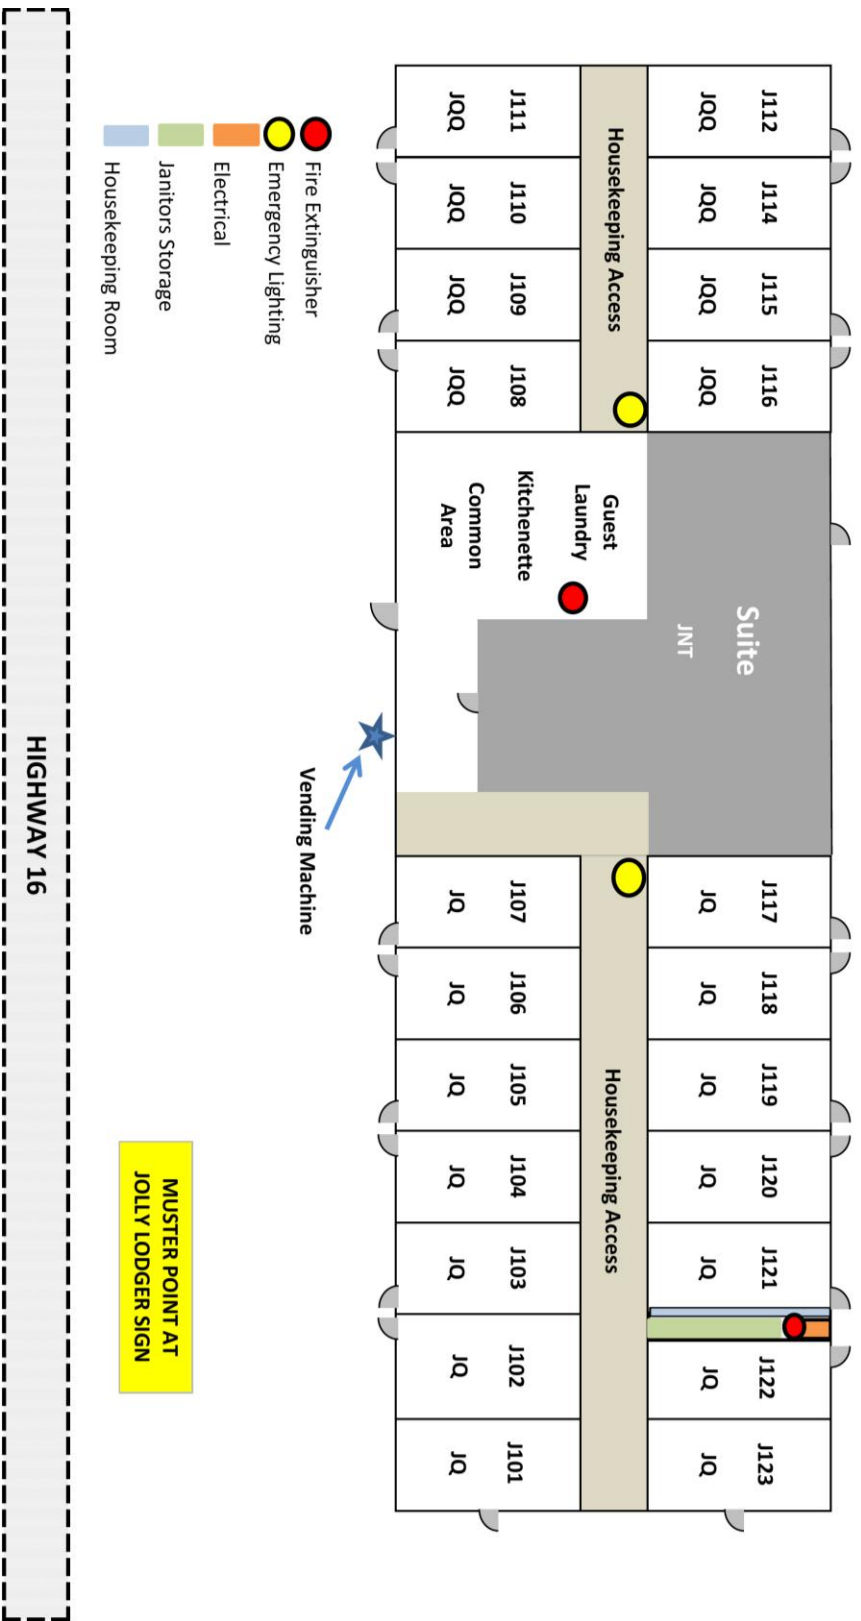 J112
JQQ
J114
JQQ
J115
JQQ
J116
JQQ
Suite
JNT
J117
JQ
J118
JQ
J119
JQ
J120
JQ
J121
JQ
J122
JQ
J123
JQ
Housekeeping Access
Guest
Laundry
Kitchenette
Common
Area
Housekeeping Access
J111
JQQ
J110
JQQ
J109
JQQ
J108
JQQ
J107
JQ
J106
JQ
J105
JQ
J104
JQ
J103
JQ
J102
JQ
J101
JQ
Vending Machine
Fire Extinguisher
Emergency Lighting
Electrical
Janitors Storage
Housekeeping Room
MUSTER POINT AT
JOLLY LODGER SIGN
HIGHWAY 16